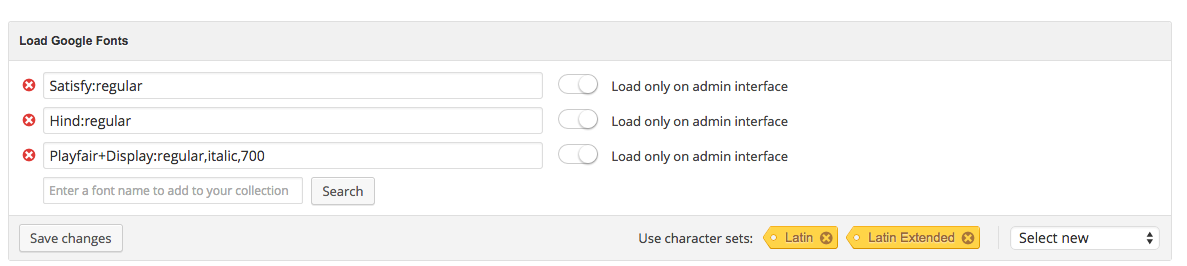 Load Google Fonts
Satisfy:regular Load only on admin interface
Hind:regular Load only on admin interface
Playfair+Display:regular,italic,700 Load only on admin interface
Enter a font name to add to your collection Search
Save changes Use character sets: Latin Latin Extended Select new